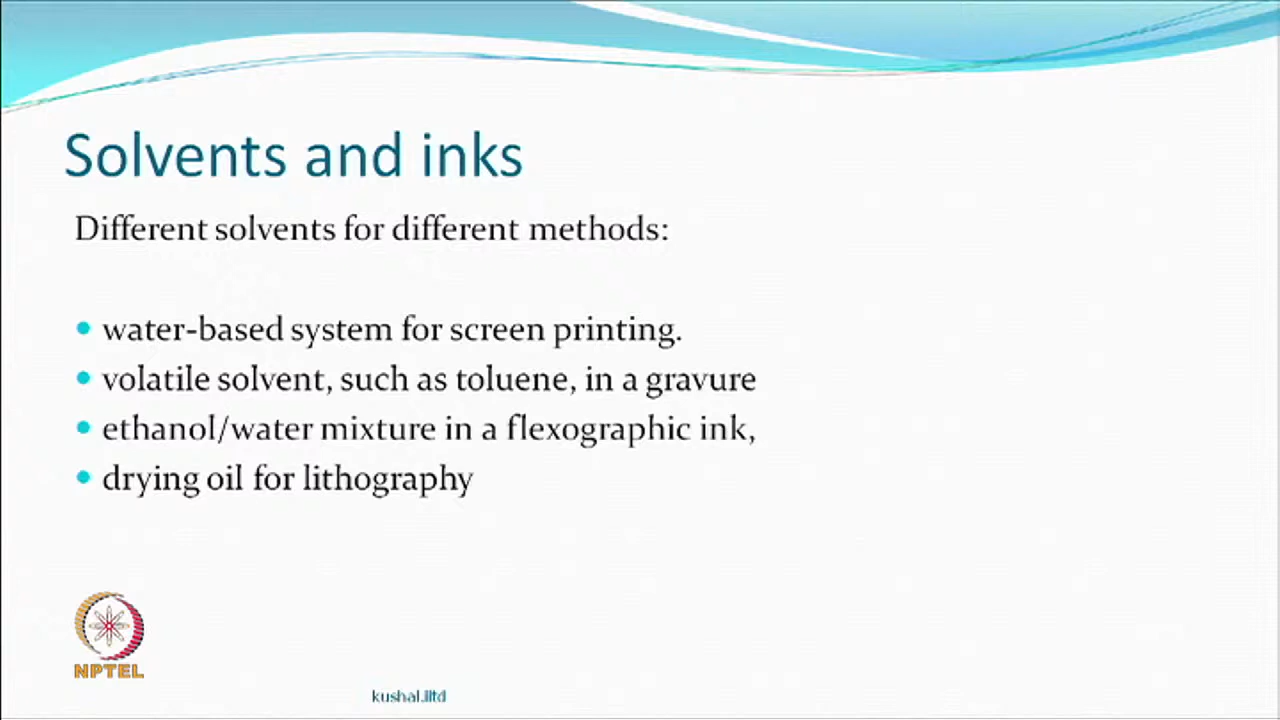 Solvents and inks
Different solvents for different methods:
water-based system for screen printing.
volatile solvent, such as toluene, in a gravure
ethanol/water mixture in a flexographic ink,
drying oil for lithography
NPTEL
kushal.iitd